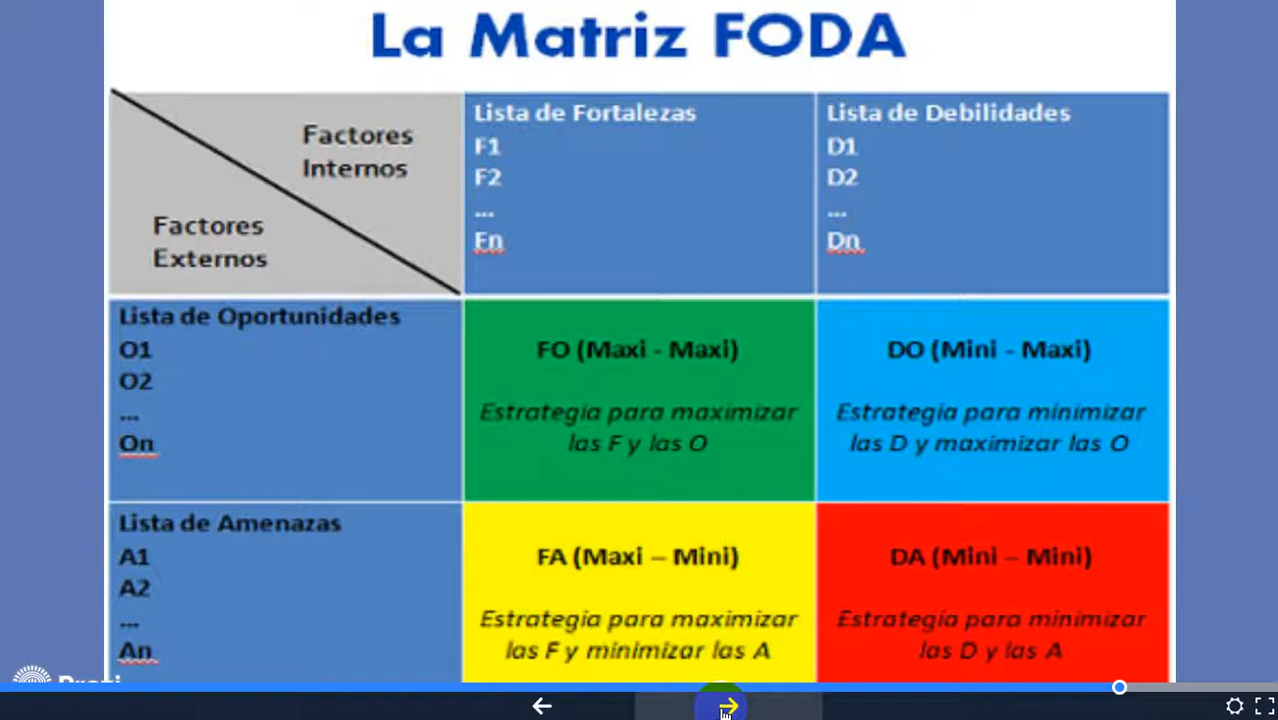 La Matriz FODA
Factores
Internos
Factores
Externos
Lista de Fortalezas
F1
F2
...
Fn
Lista de Debilidades
D1
D2
...
Dn
Lista de Oportunidades
O1
O2
...
On
FO (Maxi - Maxi)
Estrategia para maximizar
las F y las O
DO (Mini - Maxi)
Estrategia para minimizar
las D y maximizar las O
Lista de Amenazas
A1
A2
...
An
FA (Maxi – Mini)
Estrategia para maximizar
las F y minimizar las A
DA (Mini – Mini)
Estrategia para minimizar
las D y las A